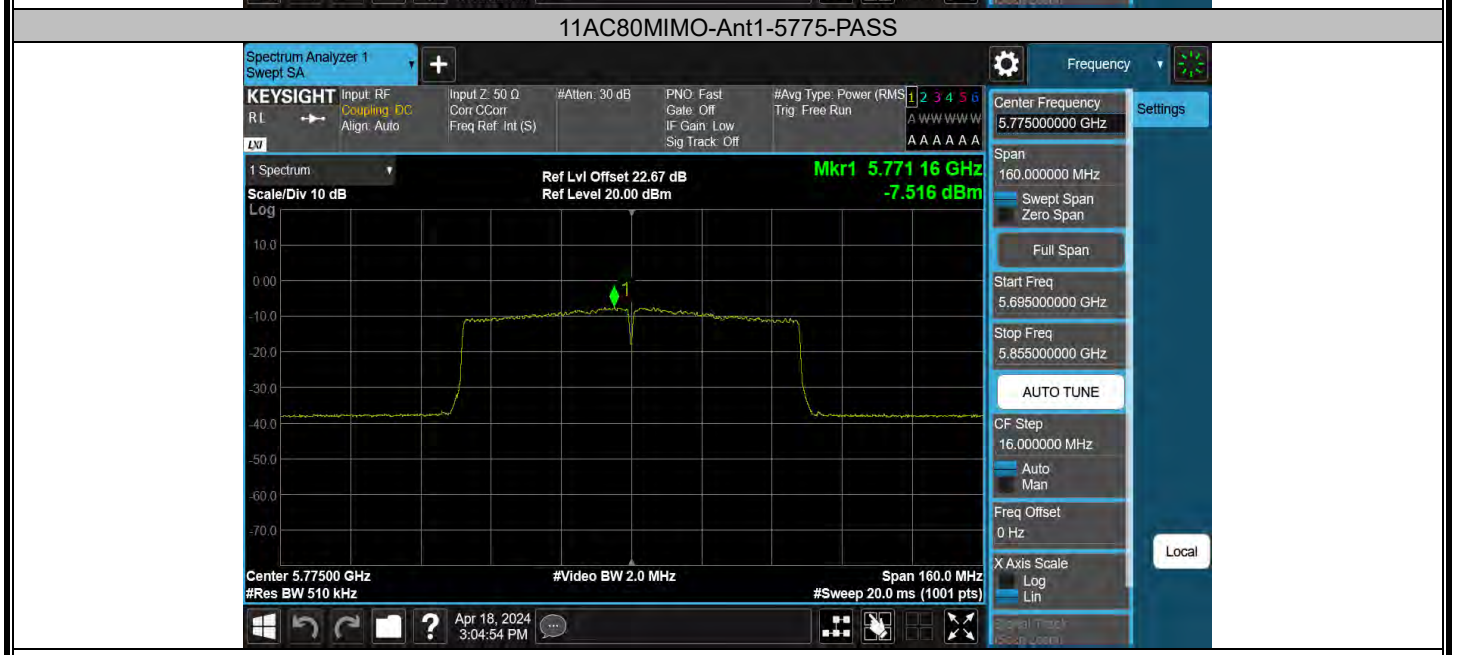 11AC80MIMO-Ant1-5775-PASS
Spectrum Analyzer 1
Swept SA
+
Frequency
KEYSIGHT
RL
LXI
Input: RF
Coupling: DC
Align: Auto
Input Z: 50 Ω
Corr CCorr
Freq Ref: Int (S)
#Atten: 30 dB
PNO: Fast
Gate: Off
IF Gain: Low
Sig Track: Off
#Avg Type: Power (RMS
Trig: Free Run
1 2 3 4 5 6
A WW WW W
A A A A A A
1 Spectrum
Scale/Div 10 dB
Log
Ref Lvl Offset 22.67 dB
Ref Level 20.00 dBm
Mkr1 5.771 16 GHz
-7.516 dBm
10.0
0.00
-10.0
-20.0
-30.0
-40.0
-50.0
-60.0
-70.0
1
Center 5.77500 GHz
#Res BW 510 kHz
#Video BW 2.0 MHz
Span 160.0 MHz
#Sweep 20.0 ms (1001 pts)
Center Frequency
5.775000000 GHz
Settings
Span
160.000000 MHz
Swept Span
Zero Span
Full Span
Start Freq
5.695000000 GHz
Stop Freq
5.855000000 GHz
AUTO TUNE
CF Step
16.000000 MHz
Auto
Man
Freq Offset
0 Hz
X Axis Scale
Log
Lin
Local
Signal Track
?
Apr 18, 2024
3:04:54 PM